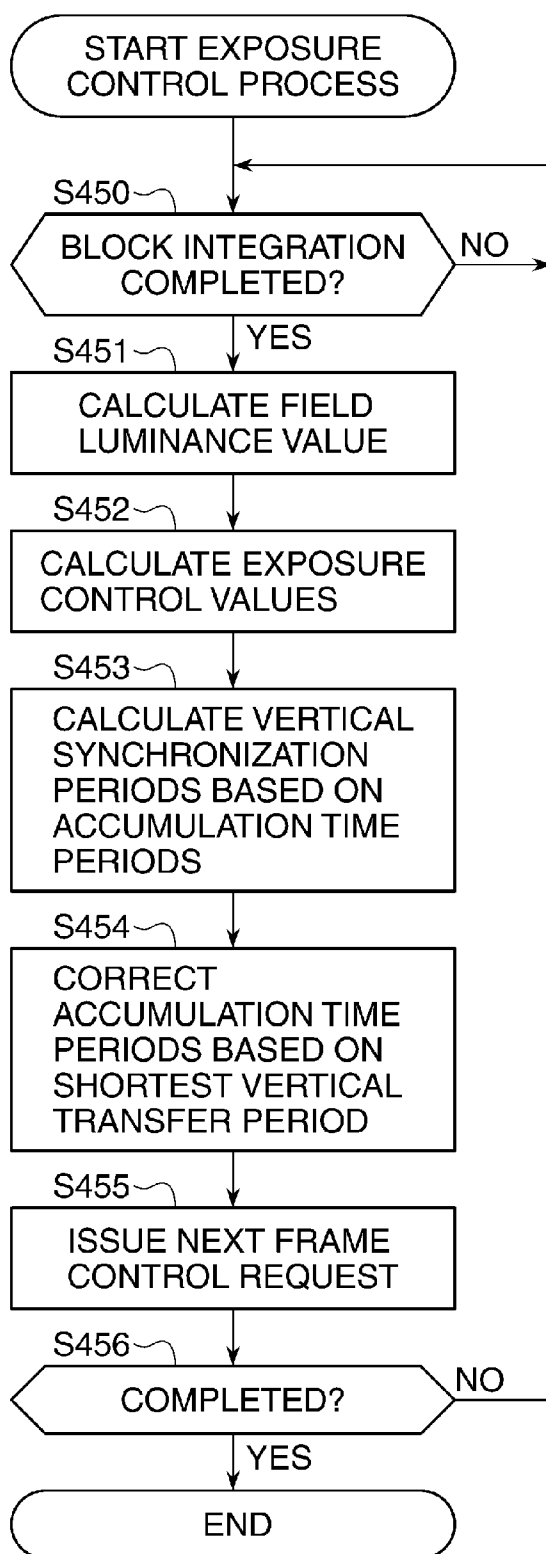 START EXPOSURE
CONTROL PROCESS
S450
BLOCK INTEGRATION
COMPLETED?
NO
YES
S451
CALCULATE FIELD
LUMINANCE VALUE
S452
CALCULATE EXPOSURE
CONTROL VALUES
S453
CALCULATE VERTICAL
SYNCHRONIZATION
PERIODS BASED ON
ACCUMULATION TIME
PERIODS
S454
CORRECT
ACCUMULATION TIME
PERIODS BASED ON
SHORTEST VERTICAL
TRANSFER PERIOD
S455
ISSUE NEXT FRAME
CONTROL REQUEST
S456
COMPLETED?
NO
YES
END